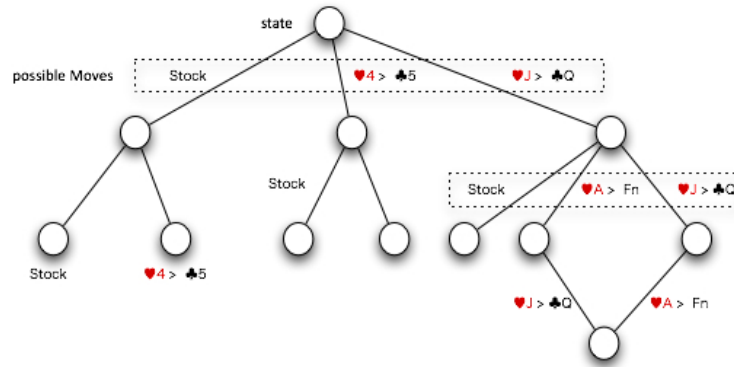 state
possible Moves Stock ♥4 > ♣5 ♥J > ♣Q
Stock Stock ♥A > Fn ♥J > ♣Q
Stock ♥4 > ♣5
♥J > ♣Q ♥A > Fn